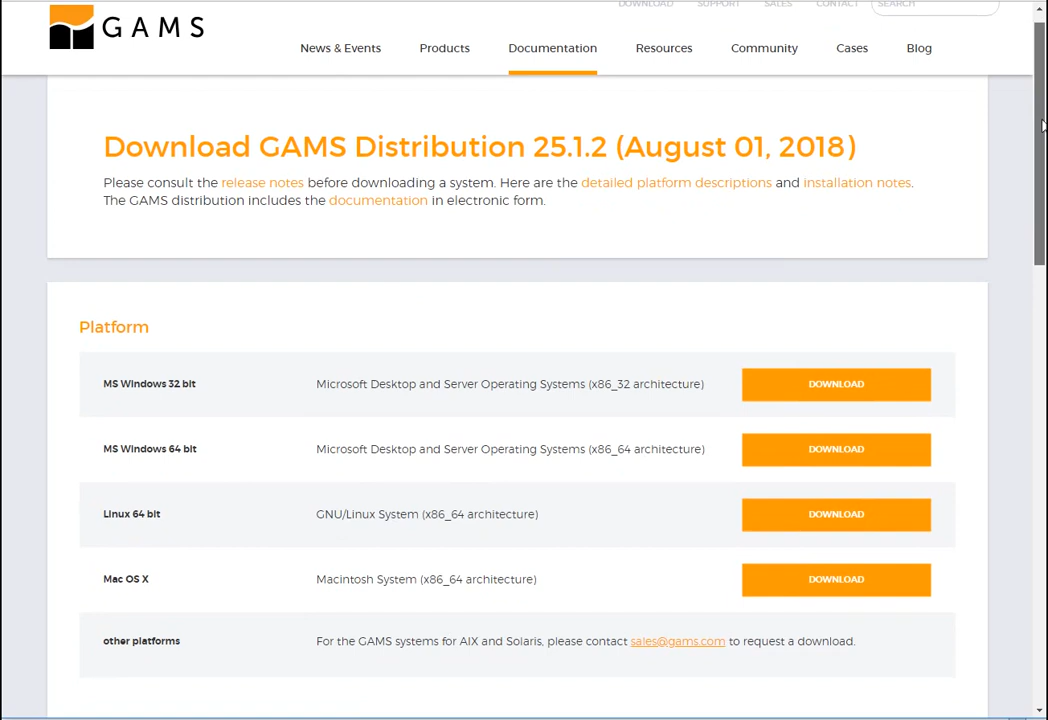 DOWNLOAD SUPPORT SALES CONTACT SEARCH
GAMS
News & Events Products Documentation Resources Community Cases Blog
Download GAMS Distribution 25.1.2 (August 01, 2018)
Please consult the release notes before downloading a system. Here are the detailed platform descriptions and installation notes.
The GAMS distribution includes the documentation in electronic form.
Platform
MS Windows 32 bit Microsoft Desktop and Server Operating Systems (x86_32 architecture) DOWNLOAD
MS Windows 64 bit Microsoft Desktop and Server Operating Systems (x86_64 architecture) DOWNLOAD
Linux 64 bit GNU/Linux System (x86_64 architecture) DOWNLOAD
Mac OS X Macintosh System (x86_64 architecture) DOWNLOAD
other platforms For the GAMS systems for AIX and Solaris, please contact sales@gams.com to request a download.